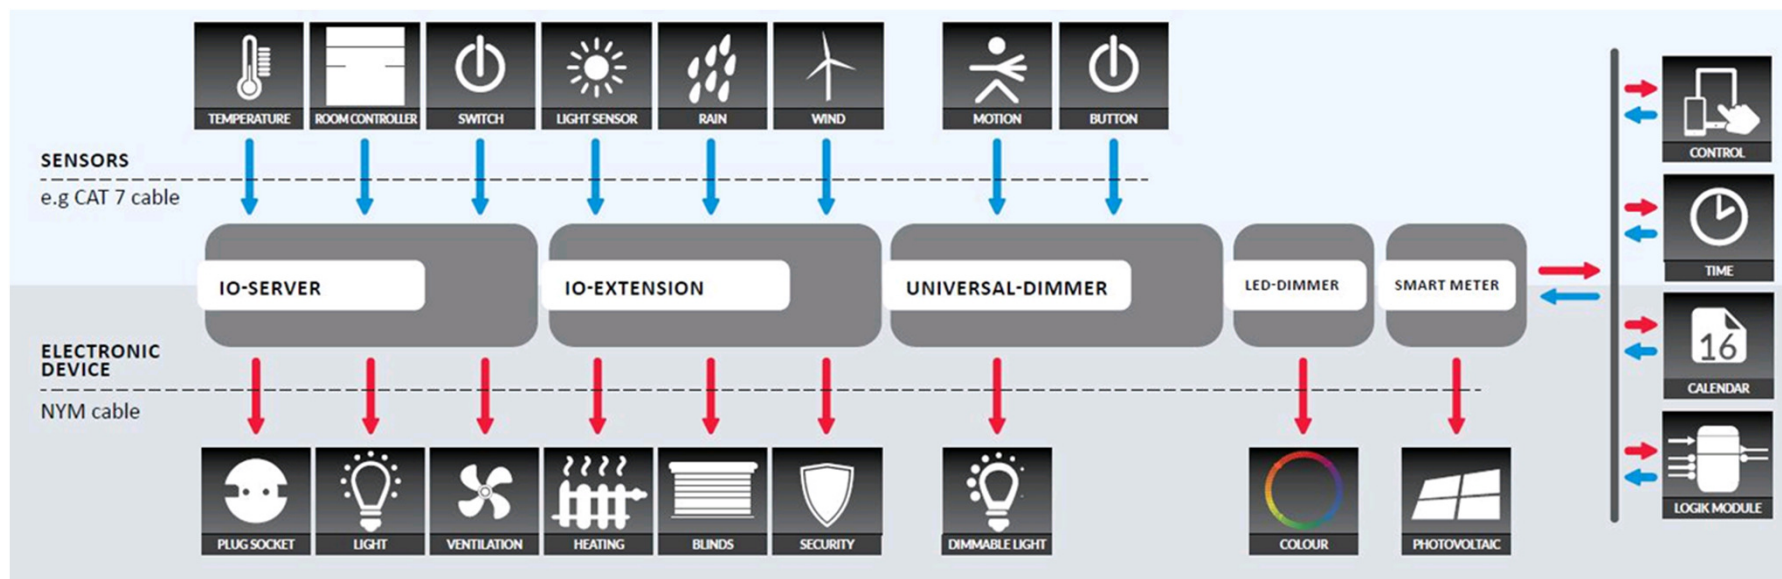 TEMPERATURE
ROOM CONTROLLER
SWITCH
LIGHT SENSOR
RAIN
WIND
MOTION
BUTTON
CONTROL
SENSORS
e.g CAT 7 cable
TIME
IO-SERVER
IO-EXTENSION
UNIVERSAL-DIMMER
LED-DIMMER
SMART METER
ELECTRONIC
DEVICE
NYM cable
16
CALENDAR
LOGIK MODULE
PLUG SOCKET
LIGHT
VENTILATION
HEATING
BLINDS
SECURITY
DIMMABLE LIGHT
COLOUR
PHOTOVOLTAIC